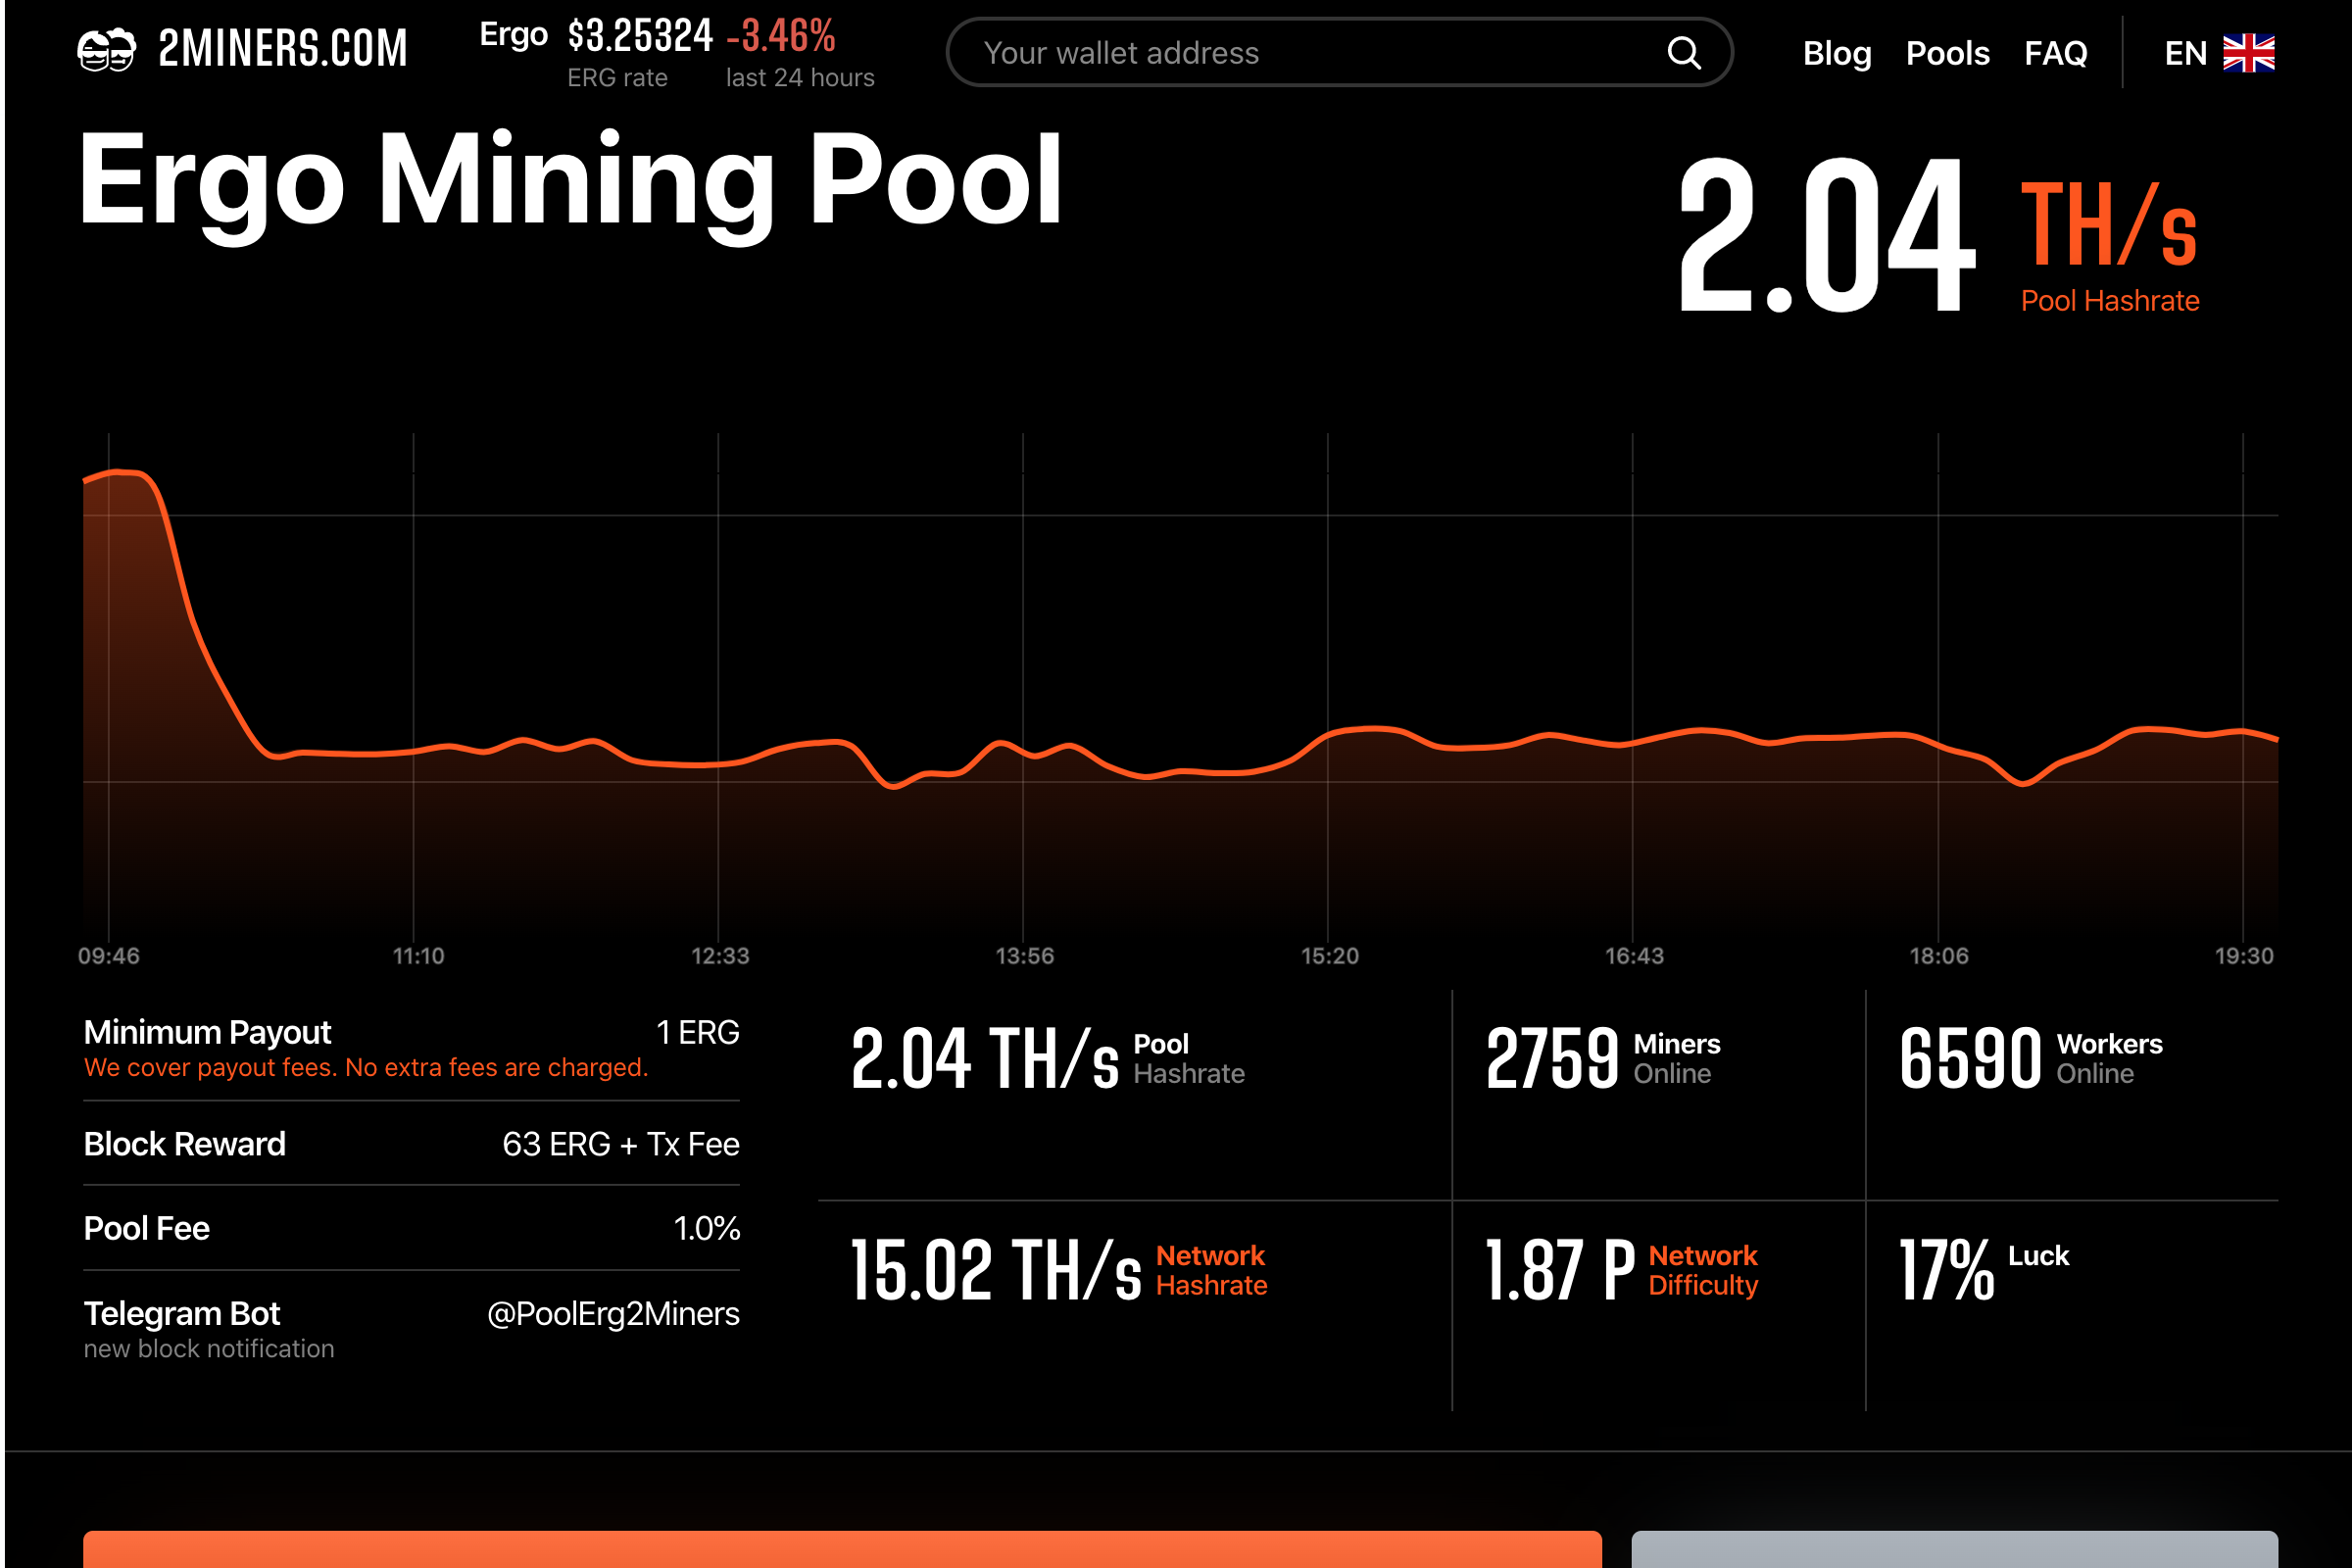 2MINERS.COM
Ergo $3.25324 -3.46%
ERG rate last 24 hours
Your wallet address
Blog Pools FAQ EN
Ergo Mining Pool
2.04 TH/s
Pool Hashrate
09:46 11:10 12:33 13:56 15:20 16:43 18:06 19:30
Minimum Payout 1 ERG
We cover payout fees. No extra fees are charged.
Block Reward 63 ERG + Tx Fee
Pool Fee 1.0%
Telegram Bot @PoolErg2Miners
new block notification
2.04 TH/s Pool
Hashrate
2759 Miners
Online
6590 Workers
Online
15.02 TH/s Network
Hashrate
1.87 P Network
Difficulty
17% Luck